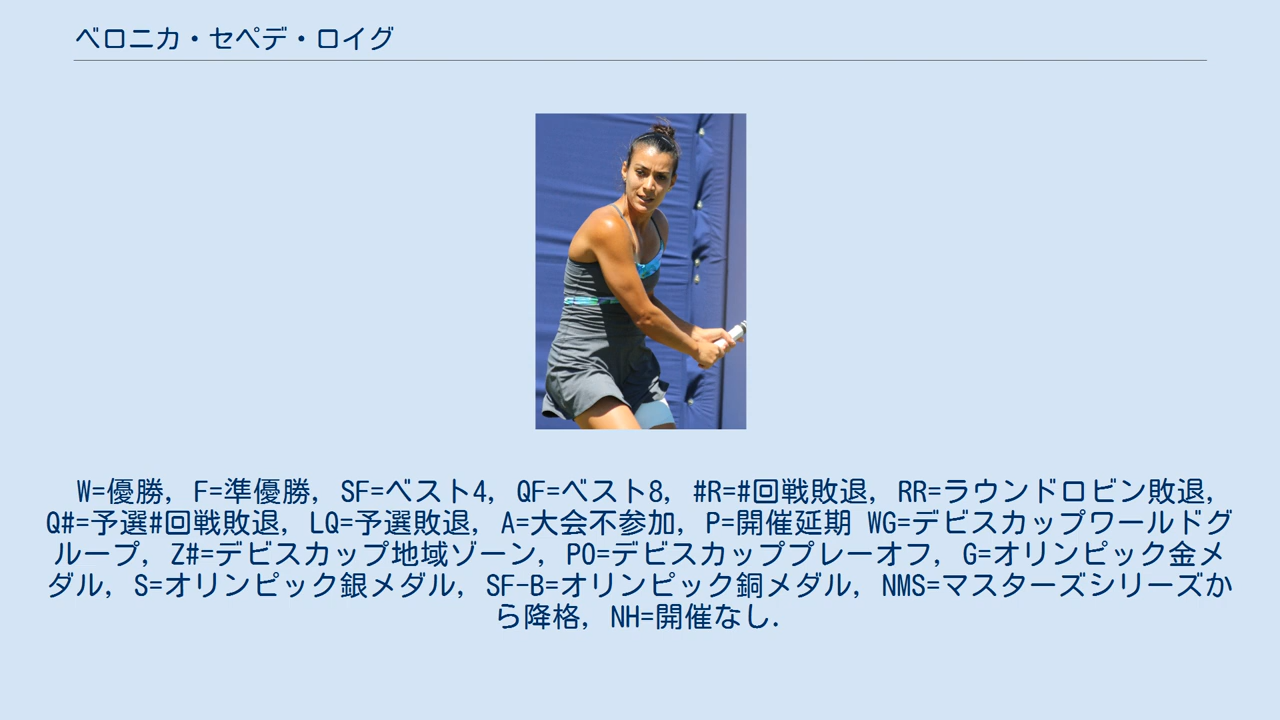 ベロニカ・セペデ・ロイグ
W=優勝, F=準優勝, SF=ベスト4, QF=ベスト8, #R=#回戦敗退, RR=ラウンドロビン敗退,
Q#=予選#回戦敗退, LQ=予選敗退, A=大会不参加, P=開催延期 WG=デビスカップワールドグ
ループ, Z#=デビスカップ地域ゾーン, PO=デビスカッププレーオフ, G=オリンピック金メ
ダル, S=オリンピック銀メダル, SF-B=オリンピック銅メダル, NMS=マスターズシリーズか
ら降格, NH=開催なし.